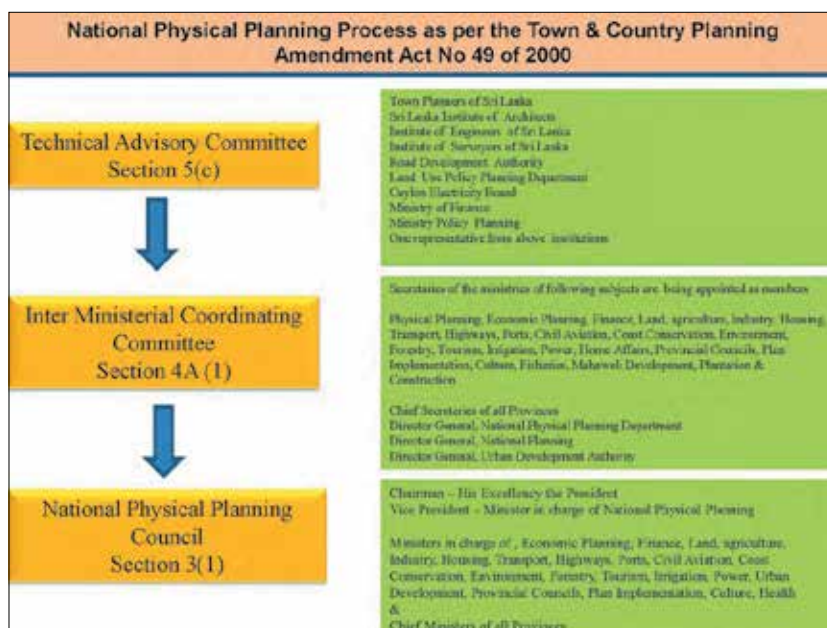 National Physical Planning Process as per the Town & Country Planning
Amendment Act No 49 of 2000
Technical Advisory Committee
Section 5(c)
Town Planners of Sri Lanka
Sri Lanka Institute of Architects
Institute of Engineers of Sri Lanka
Institute of Surveyors of Sri Lanka
Road Development Authority
Land Use Policy Planning Department
Ceylon Electricity Board
Ministry of Finance
Ministry Policy Planning
One representative from above institutions
Inter Ministerial Coordinating
Committee
Section 4A (1)
Secretaries of the ministries of following subjects are being appointed as members
Physical Planning, Economic Planning, Finance, Land, agriculture, Industry, Housing
Transport, Highways, Ports, Civil Aviation, Coast Conservation, Environment,
Forestry, Tourism, Irrigation, Power, Home Affairs, Provincial Councils, Plan
Implementation, Culture, Fisheries, Mahaweli Development, Plantation &
Construction
Chief Secretaries of all Provinces
Director General, National Physical Planning Department
Director General, National Planning
Director General, Urban Development Authority
National Physical Planning
Council
Section 3(1)
Chairman – His Excellency the President
Vice President – Minister in charge of National Physical Planning
Ministers in charge of , Economic Planning, Finance, Land, agriculture,
Industry, Housing, Transport, Highways, Ports, Civil Aviation, Coast
Conservation, Environment, Forestry, Tourism, Irrigation, Power, Urban
Development, Provincial Councils, Plan Implementation, Culture, Health
&
Chief Ministers of all Provinces